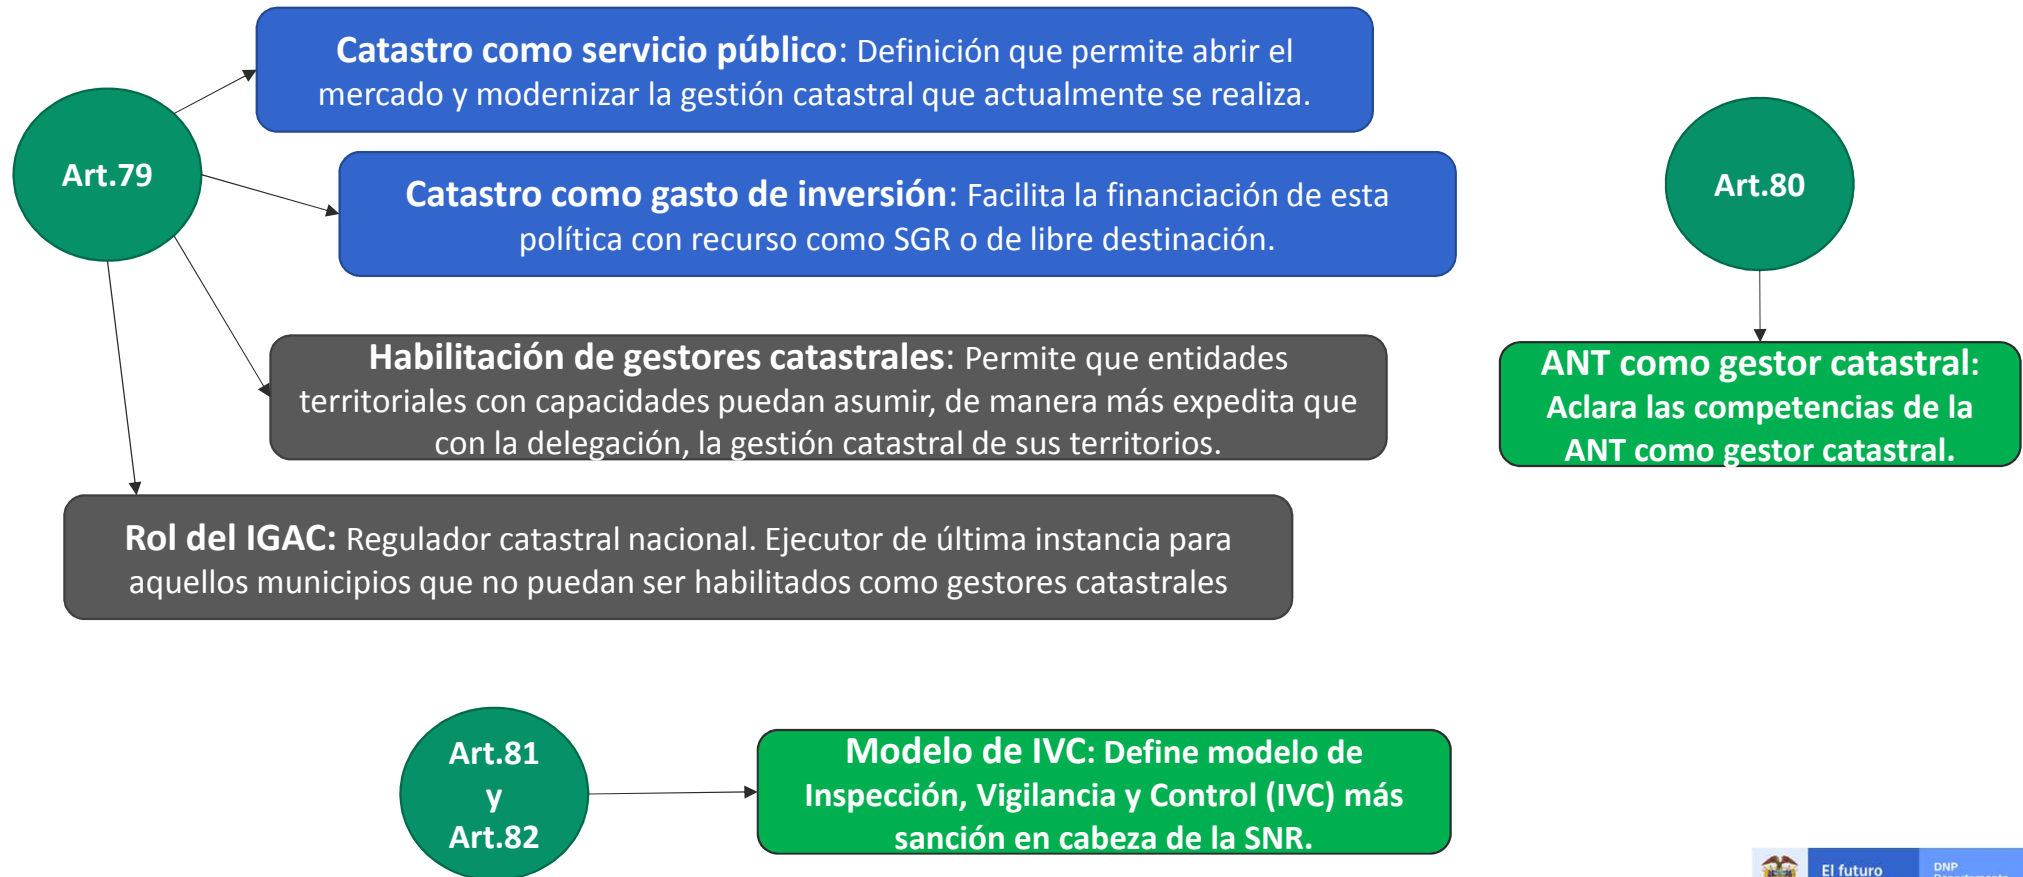 Catastro como servicio público: Definición que permite abrir el
mercado y modernizar la gestión catastral que actualmente se realiza.
Art.79
Catastro como gasto de inversión: Facilita la financiación de esta
política con recurso como SGR o de libre destinación.
Habilitación de gestores catastrales: Permite que entidades
territoriales con capacidades puedan asumir, de manera más expedita que
con la delegación, la gestión catastral de sus territorios.
Rol del IGAC: Regulador catastral nacional. Ejecutor de última instancia para
aquellos municipios que no puedan ser habilitados como gestores catastrales
Art.80
ANT como gestor catastral:
Aclara las competencias de la
ANT como gestor catastral.
Art.81
y
Art.82
Modelo de IVC: Define modelo de
Inspección, Vigilancia y Control (IVC) más
sanción en cabeza de la SNR.
El futuro
DNP